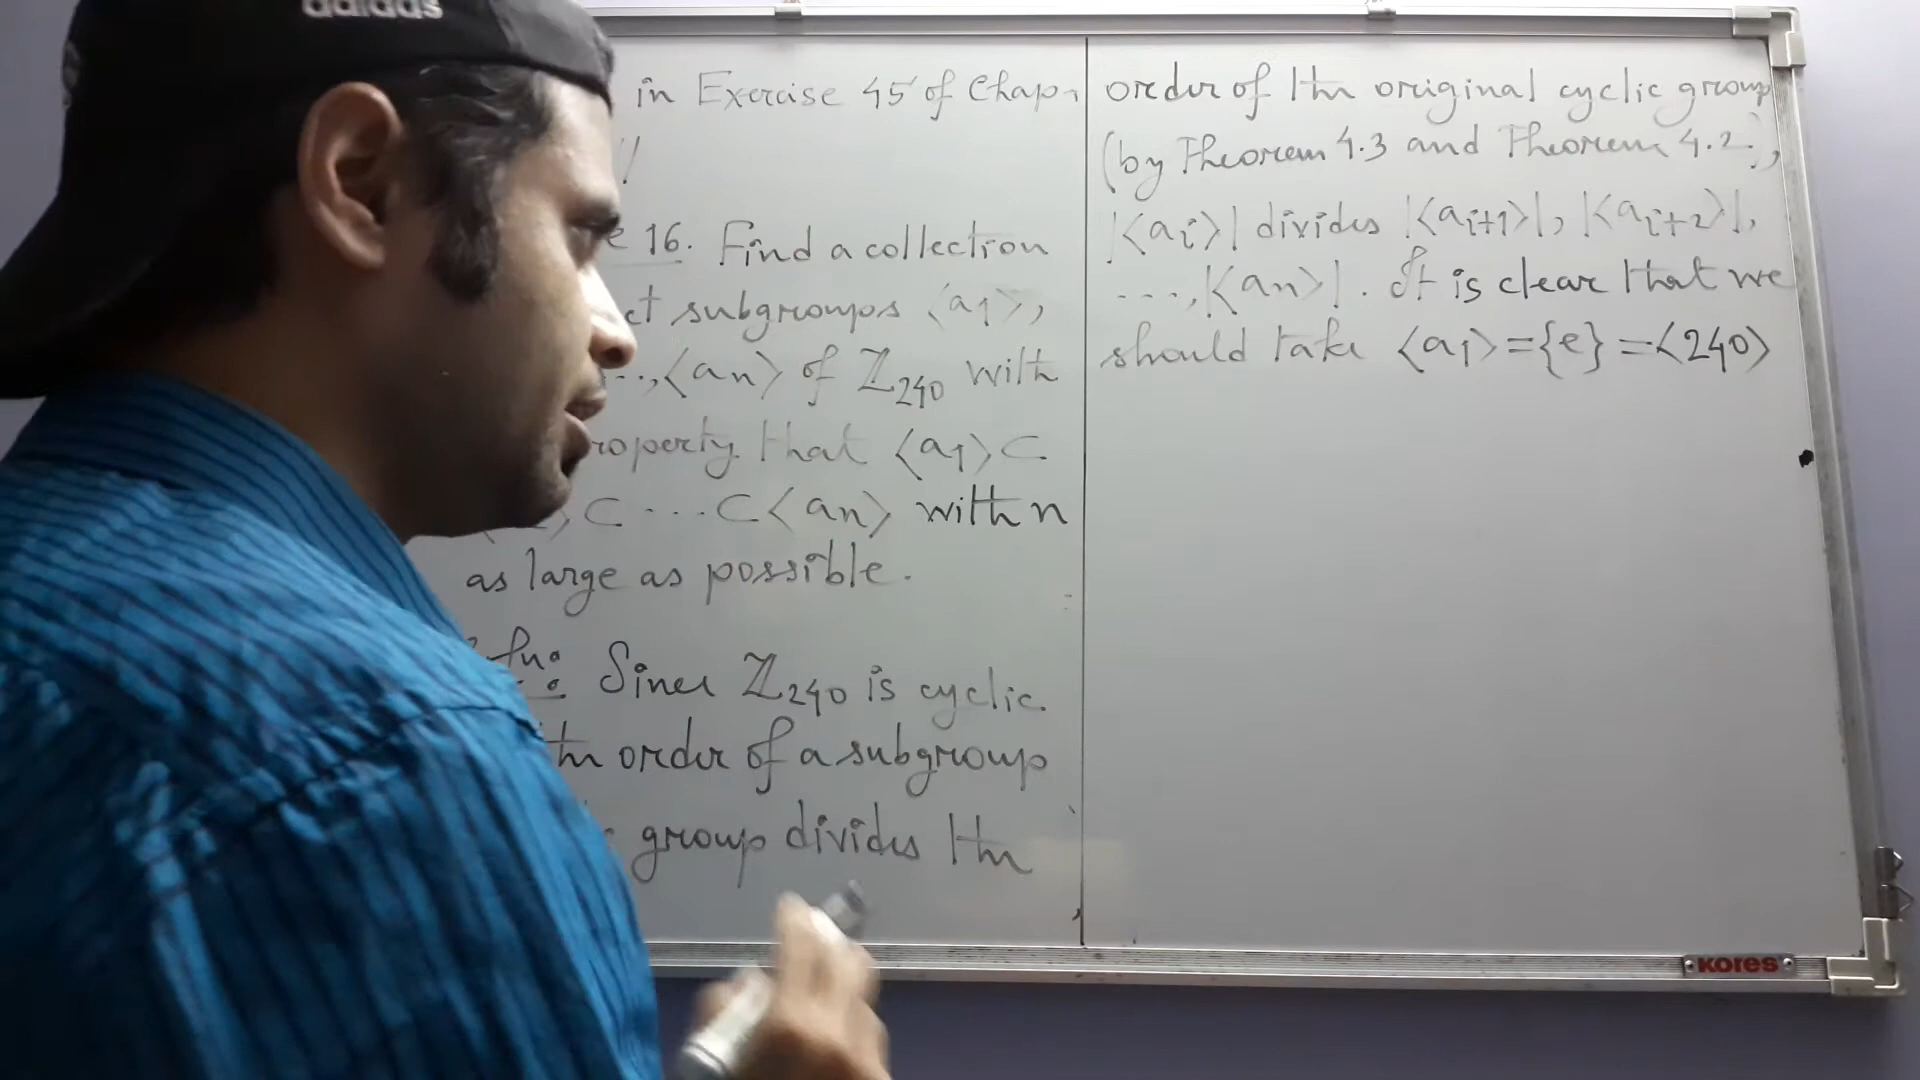 adidas
in Exercise 45 of Chap.
!
e 16. Find a collection
ct subgroups ⟨a1⟩,
..., ⟨an⟩ of ℤ240 with
roperty that ⟨a1⟩⊂
⟩⊂ ... ⊂⟨an⟩ with n
as large as possible.
Since ℤ240 is cyclic.
order of a subgroup
group divides the
order of the original cyclic group
(by Theorem 4.3 and Theorem 4.2),
|⟨ai⟩| divides |⟨ai+1⟩|, |⟨ai+2⟩|,
..., |⟨an⟩|. It is clear that we
should take ⟨a1⟩={e}=⟨240⟩
KORES